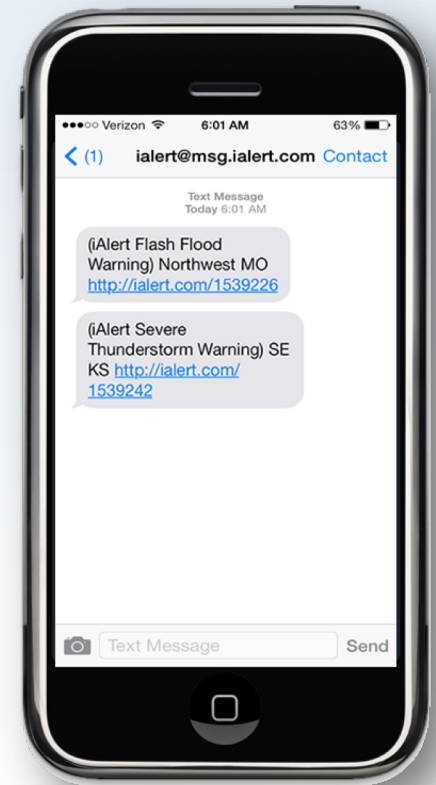 ●●●○○ Verizon 6:01 AM 63%
(1) ialert@msg.ialert.com Contact
Text Message
Today 6:01 AM
(iAlert Flash Flood
Warning) Northwest MO
http://ialert.com/1539226
(iAlert Severe
Thunderstorm Warning) SE
KS http://ialert.com/
1539242
Text Message Send